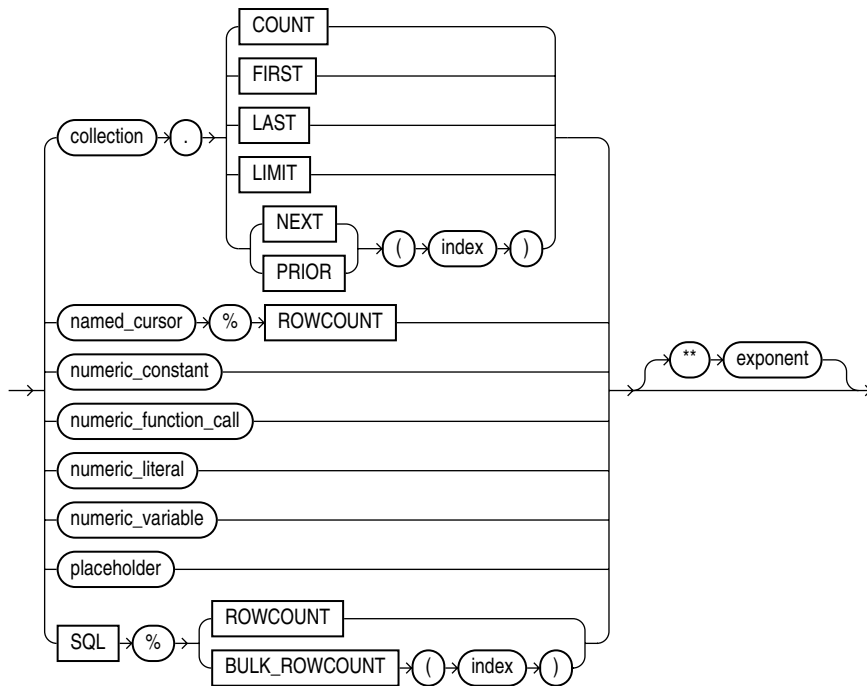 COUNT
FIRST
LAST
collection . LIMIT
NEXT
PRIOR ( index )
named_cursor % ROWCOUNT
numeric_constant ** exponent
numeric_function_call
numeric_literal
numeric_variable
placeholder
SQL % ROWCOUNT
BULK_ROWCOUNT ( index )